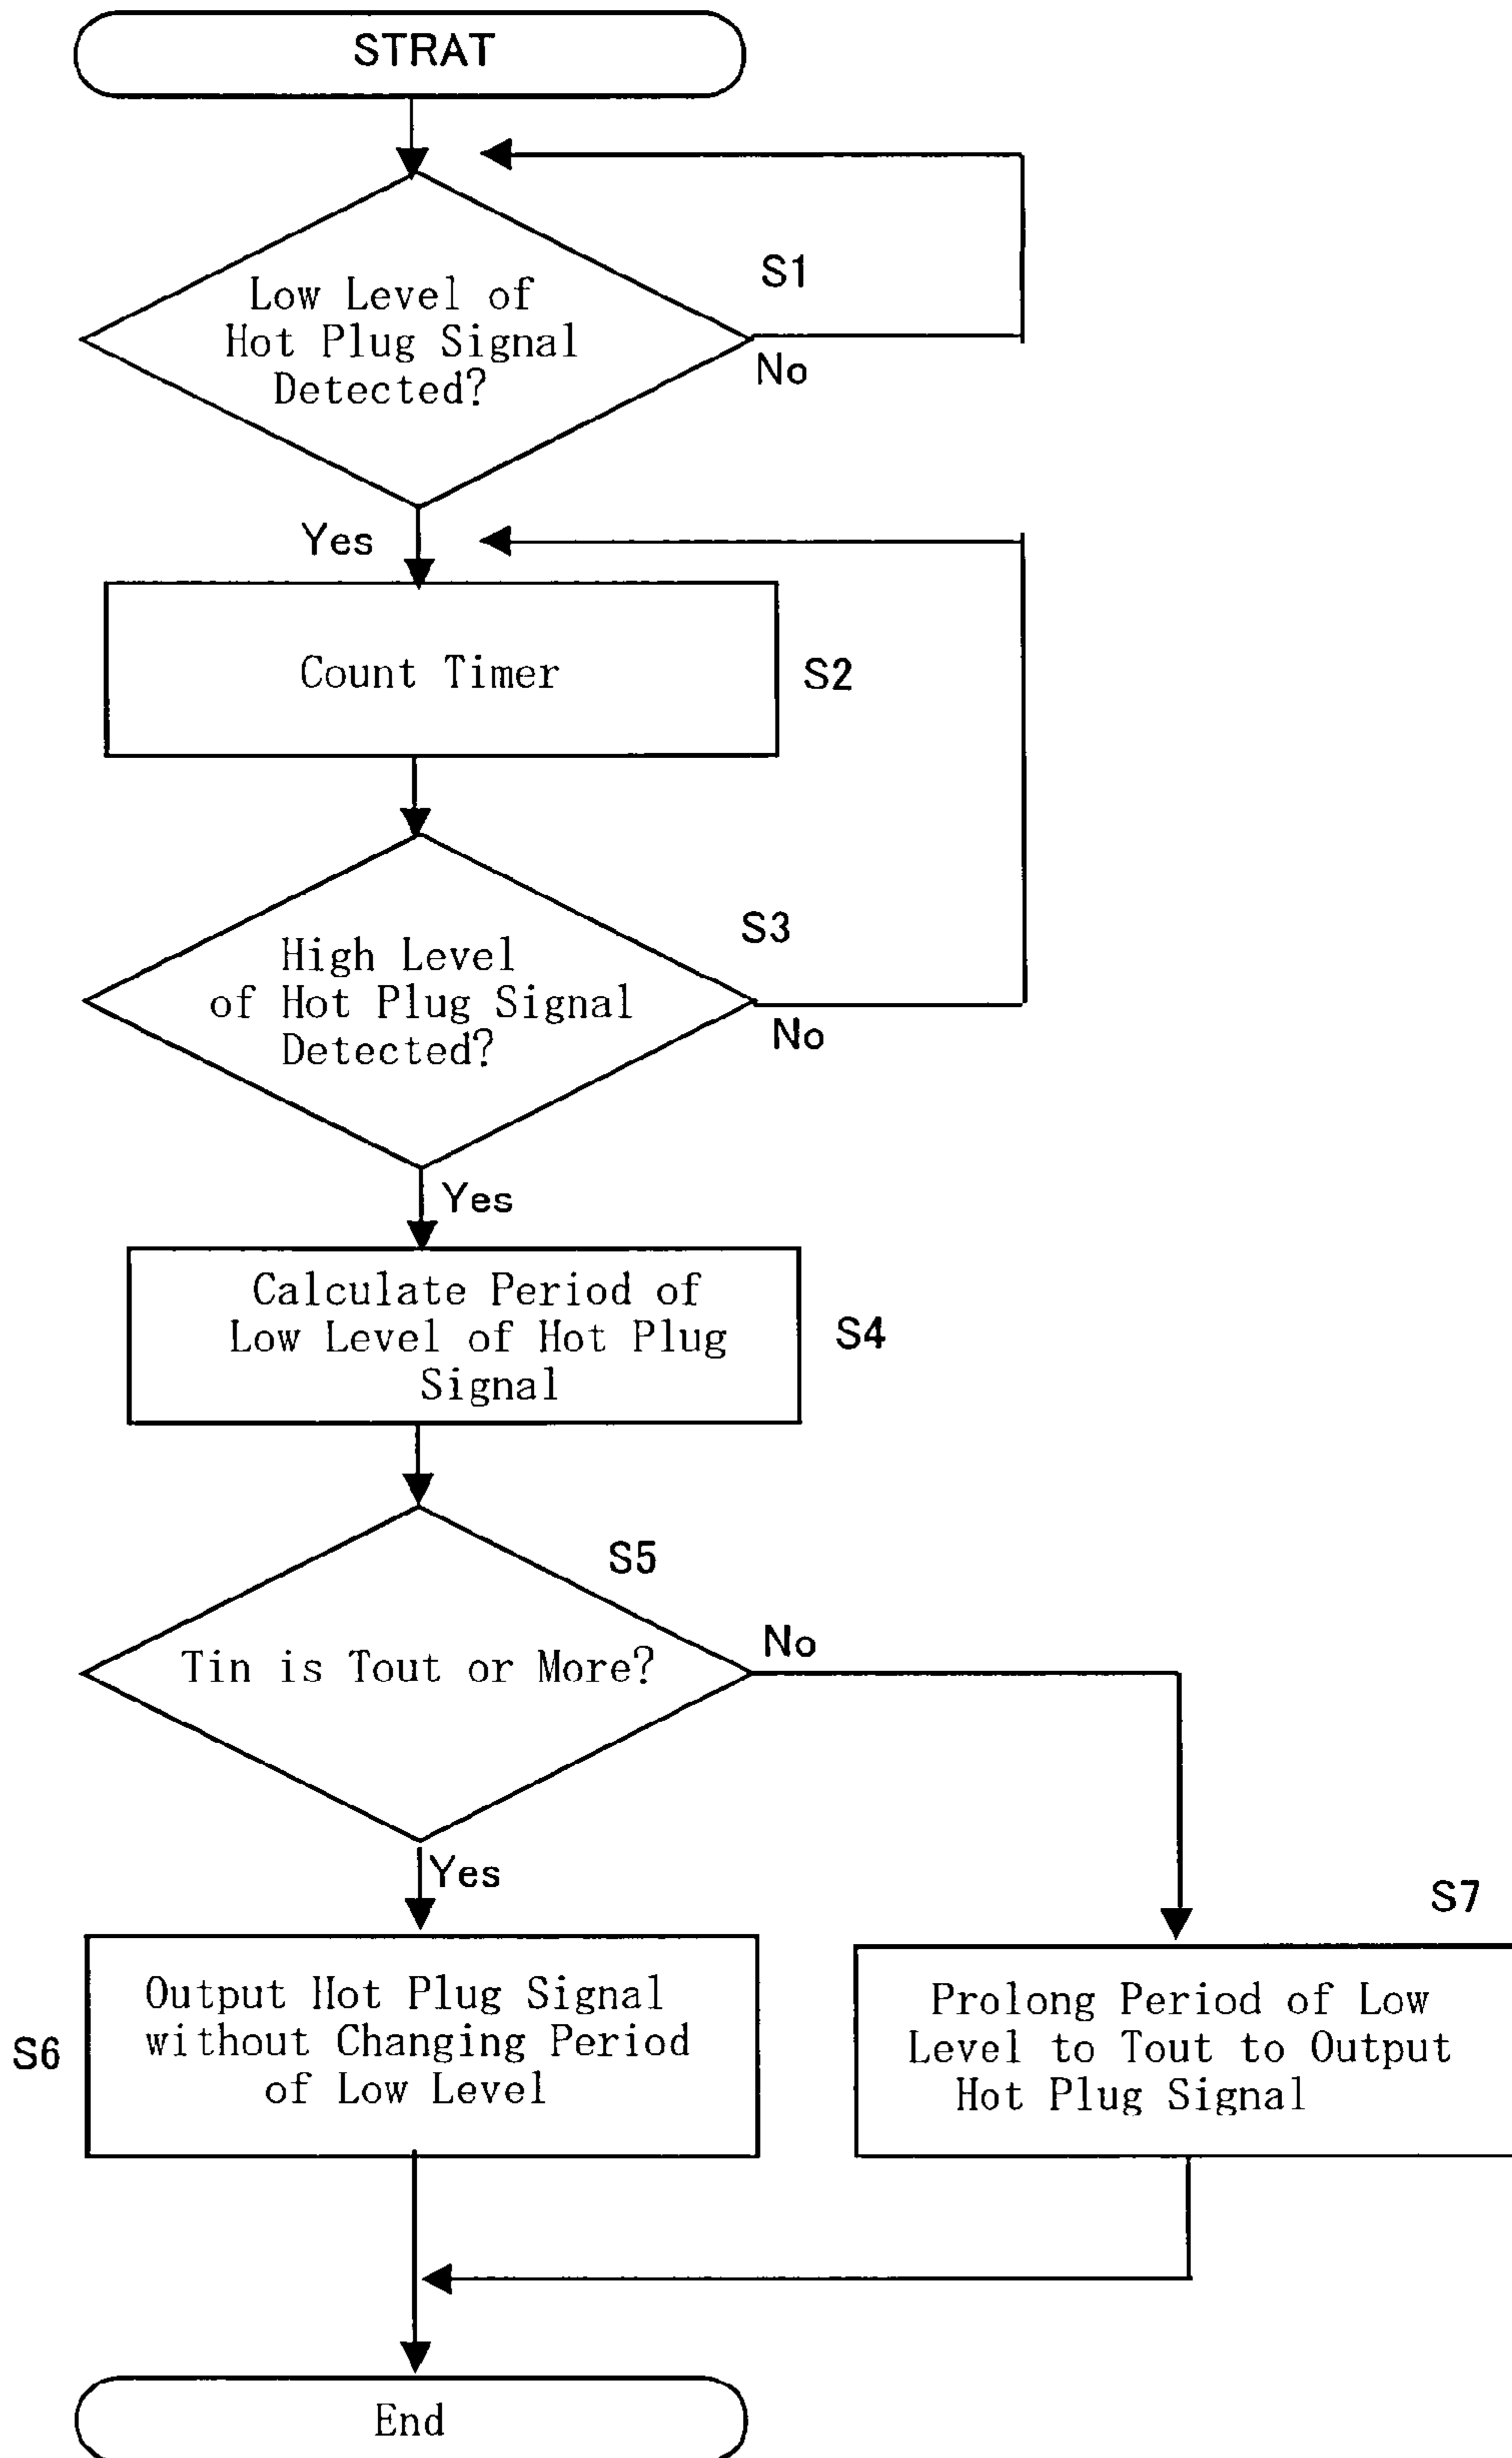 STRAT
S1
Low Level of
Hot Plug Signal
Detected?
No
Yes
Count Timer
S2
S3
High Level
of Hot Plug Signal
Detected?
No
Yes
Calculate Period of
Low Level of Hot Plug
Signal
S4
S5
Tin is Tout or More?
No
Yes
S7
S6
Output Hot Plug Signal
without Changing Period
of Low Level
Prolong Period of Low
Level to Tout to Output
Hot Plug Signal
End